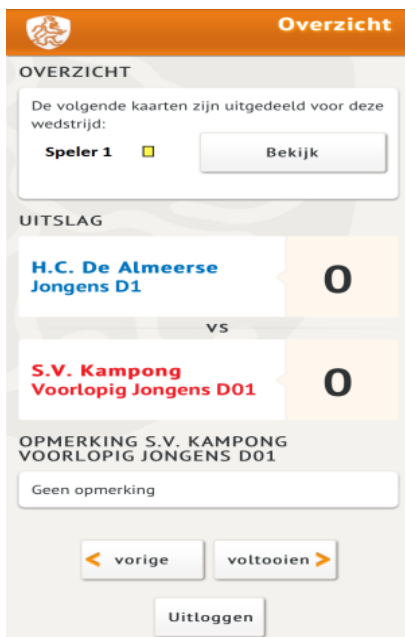 Overzicht
OVERZICHT
De volgende kaarten zijn uitgedeeld voor deze
wedstrijd:
Speler 1
Bekijk
UITSLAG
H.C. De Almeerse
Jongens D1
0
VS
S.V. Kampong
Voorlopig Jongens D01
0
OPMERKING S.V. KAMPONG
VOORLOPIG JONGENS D01
Geen opmerking
< vorige
voltooien >
Uitloggen